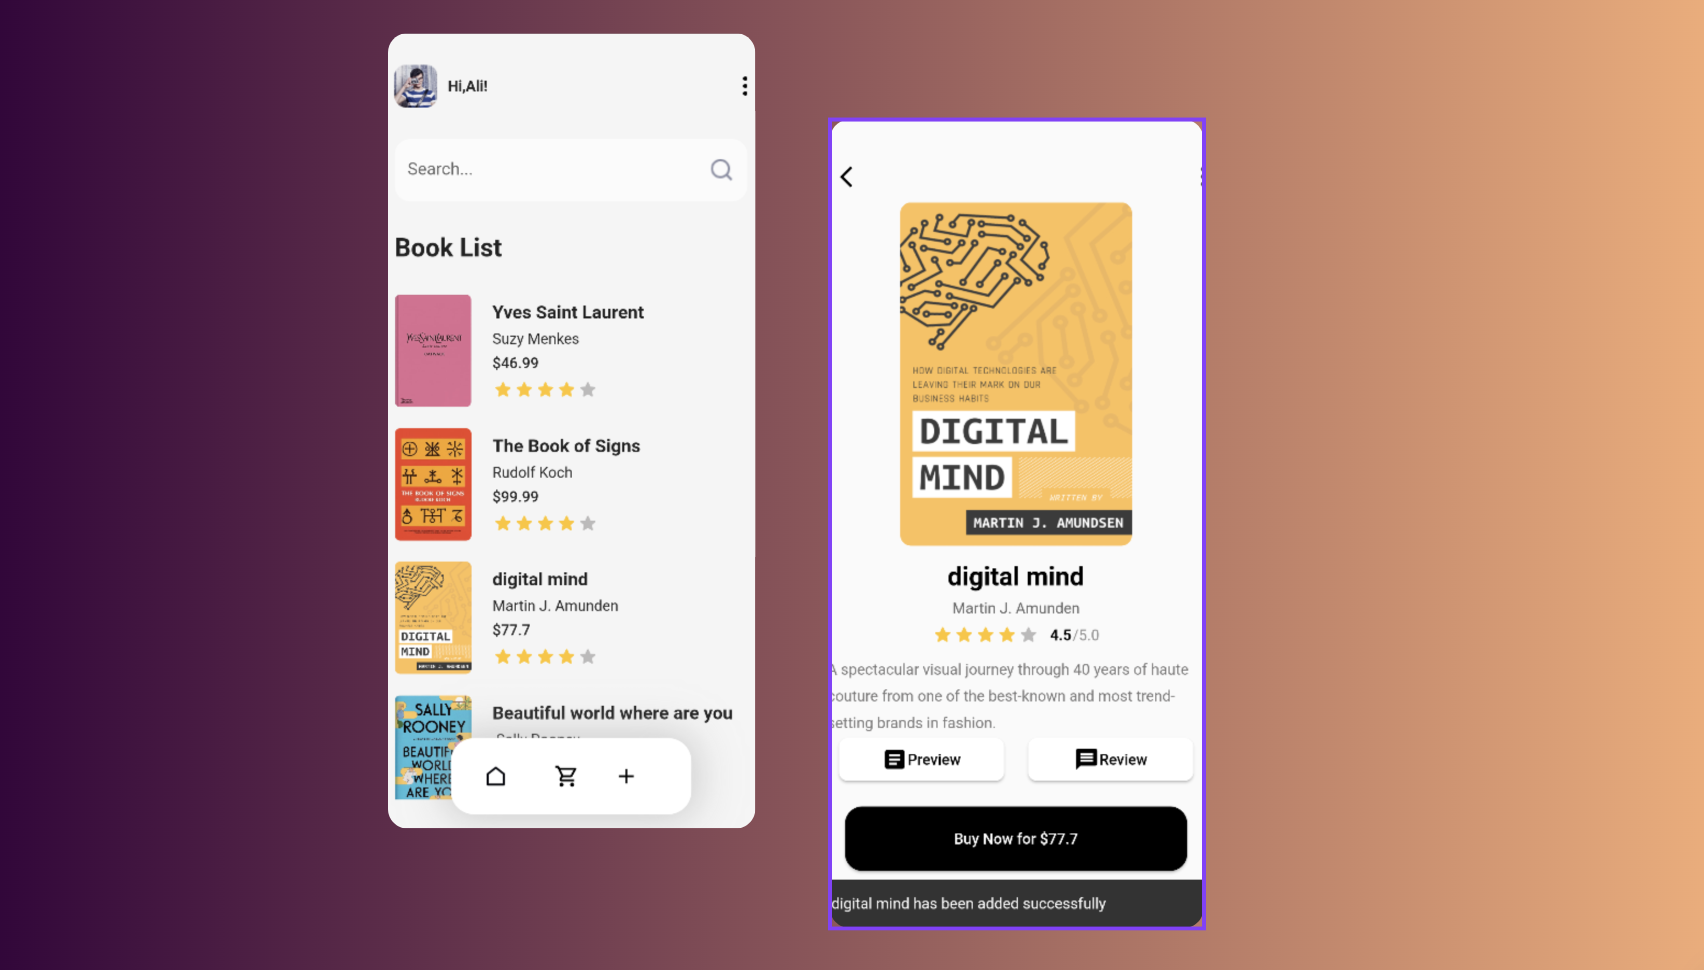 Hi,Ali!
Search...
Book List
YVES SAINT LAURENT
Yves Saint Laurent
Suzy Menkes
$46.99
THE BOOK OF SIGNS
RUDOLF KOCH
The Book of Signs
Rudolf Koch
$99.99
DIGITAL
MIND
MARTIN J. AMUNDSEN
digital mind
Martin J. Amunden
$77.7
SALLY
ROONEY
BEAUTIF
WORLD
WHERE
ARE YO
Beautiful world where are you
Sally Rooney
HOW DIGITAL TECHNOLOGIES ARE
LEAVING THEIR MARK ON OUR
BUSINESS HABITS
DIGITAL
MIND
WRITTEN BY
MARTIN J. AMUNDSEN
digital mind
Martin J. Amunden
4.5/5.0
A spectacular visual journey through 40 years of haute
couture from one of the best-known and most trend-
setting brands in fashion.
Preview
Review
Buy Now for $77.7
digital mind has been added successfully